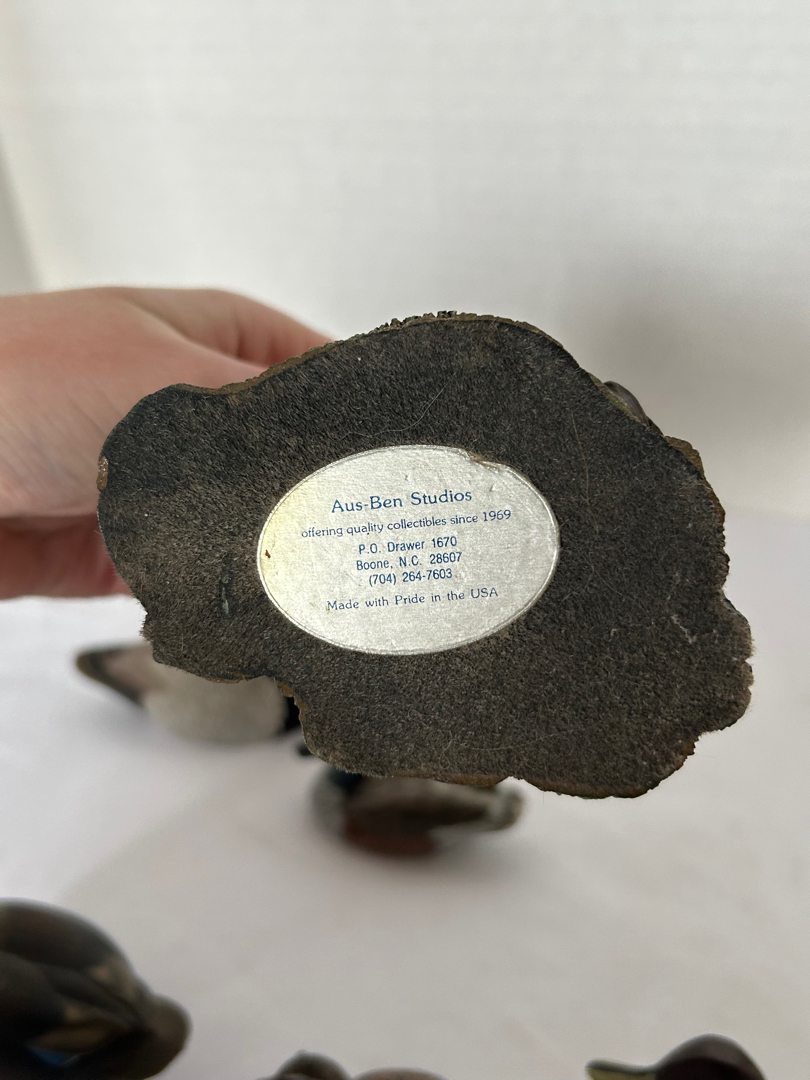 Aus-Ben Studios
offering quality collectibles since 1969
P.O. Drawer 1670
Boone, N.C. 28607
(704) 264-7603
Made with Pride in the USA